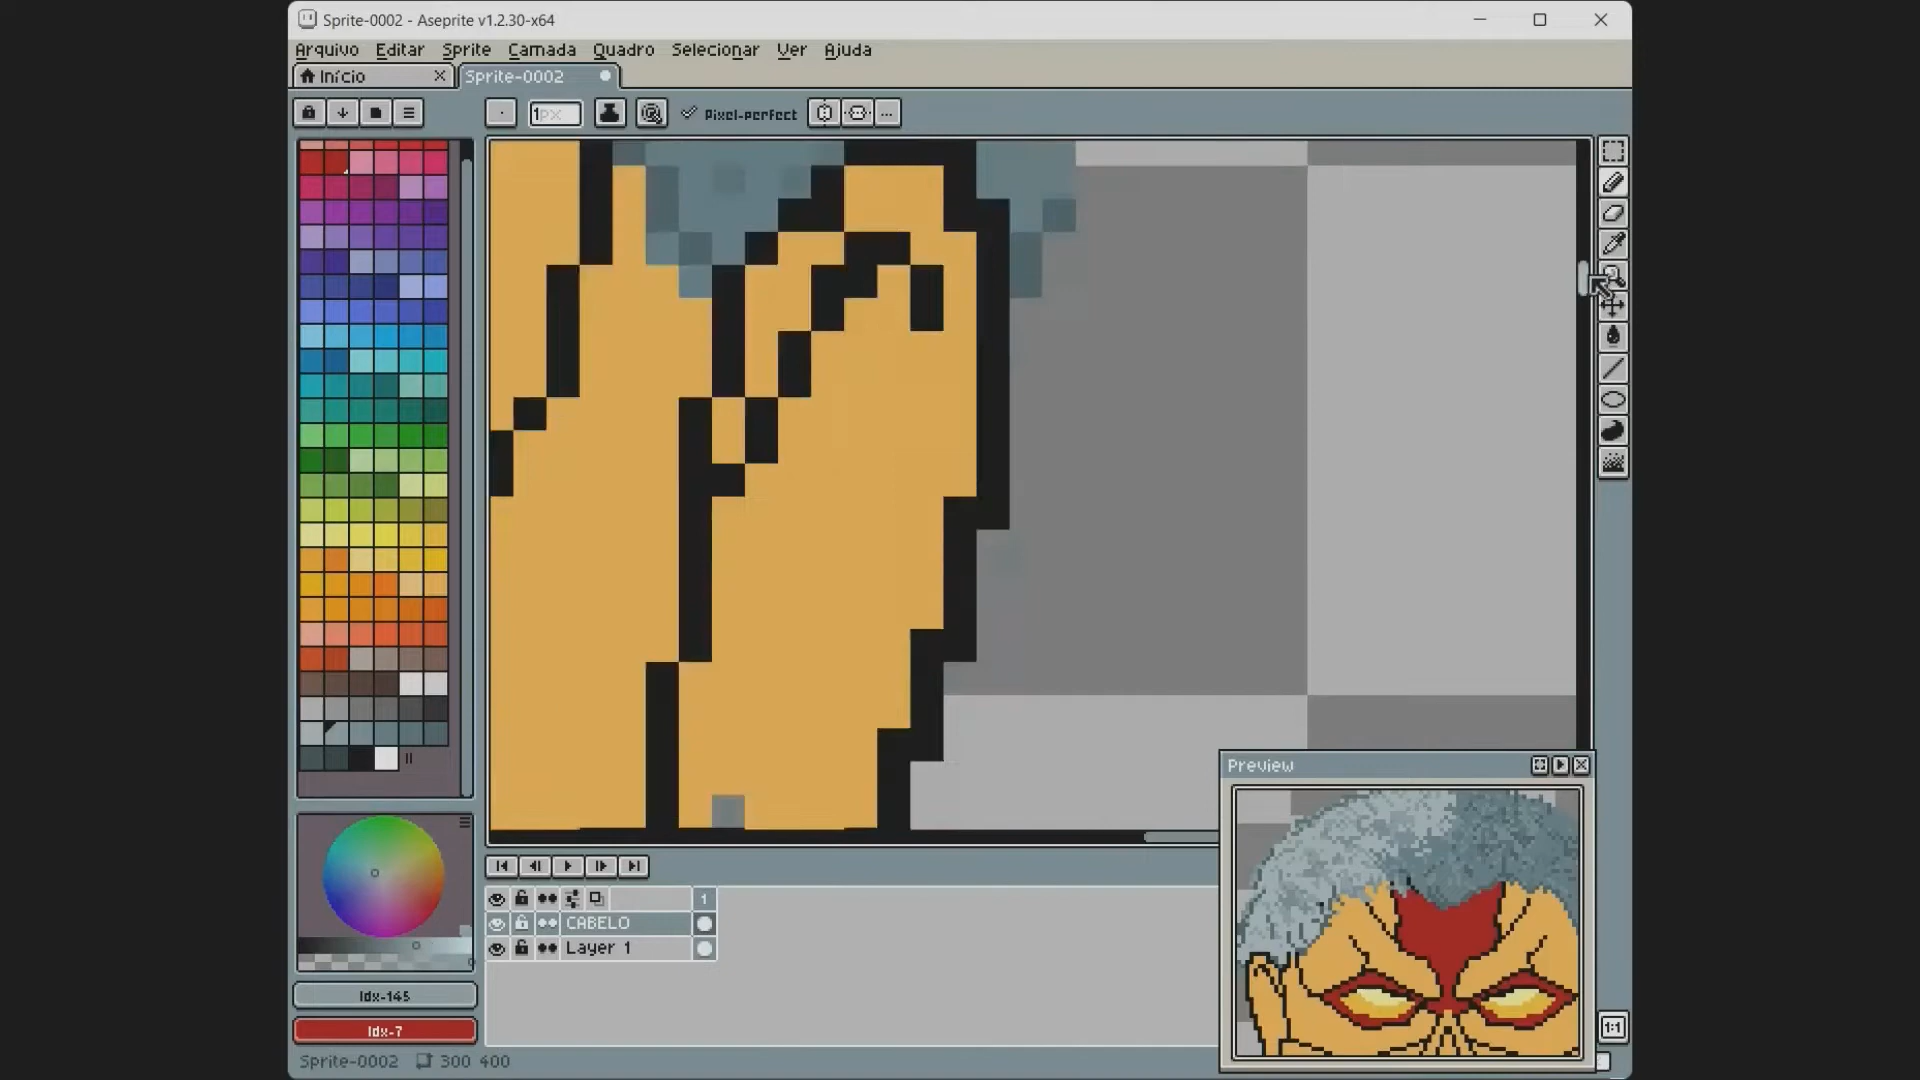 Sprite-0002 - Aseprite v1.2.30-x64
Arquivo Editar Sprite Camada Quadro Selecionar Ver Ajuda
Início
Sprite-0002
1px
Pixel-perfect
Preview
1
CABELO
Layer 1
Idx-145
Idx-7
1:1
Sprite-0002 300 400